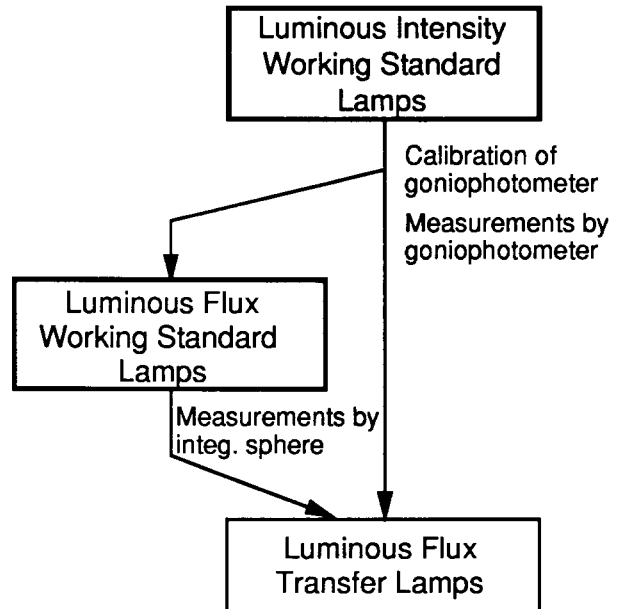 Luminous Intensity
Working Standard
Lamps
Calibration of
goniophotometer
Measurements by
goniophotometer
Luminous Flux
Working Standard
Lamps
Measurements by
integ. sphere
Luminous Flux
Transfer Lamps